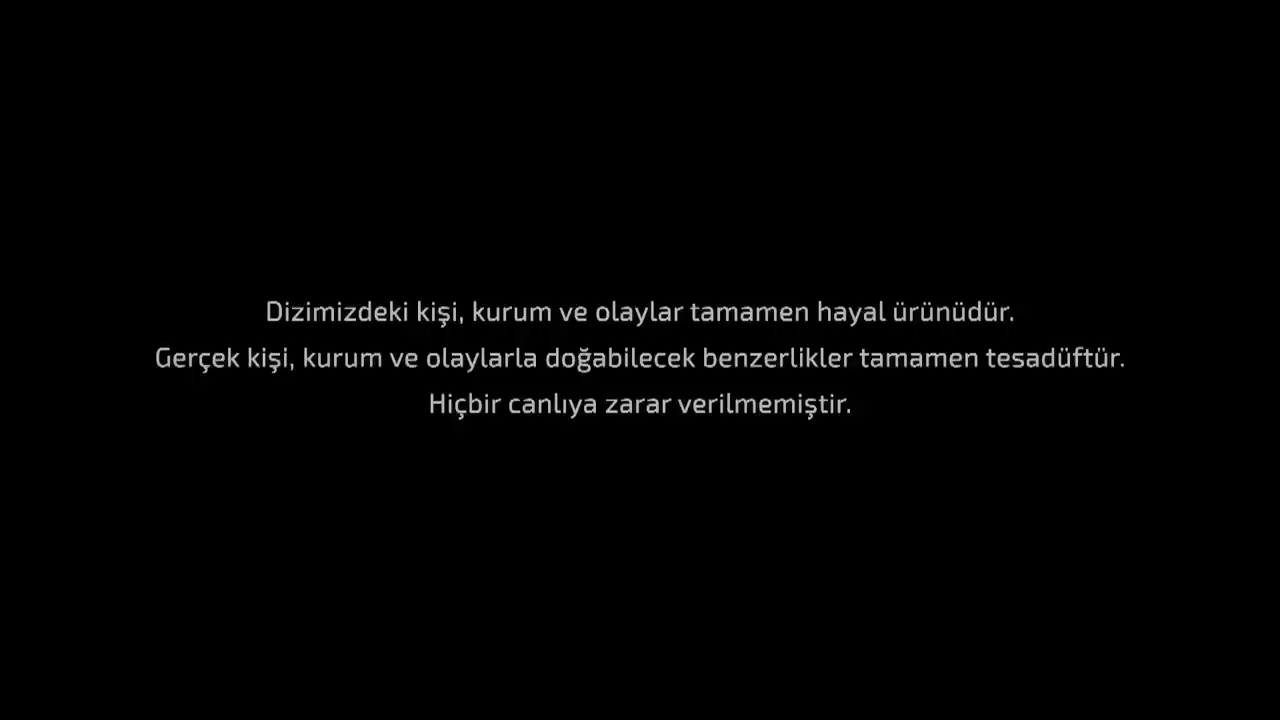 Dizimizdeki kişi, kurum ve olaylar tamamen hayal ürünüdür.
Gerçek kişi, kurum ve olaylarla doğabilecek benzerlikler tamamen tesadüftür.
Hiçbir canlıya zarar verilmemiştir.